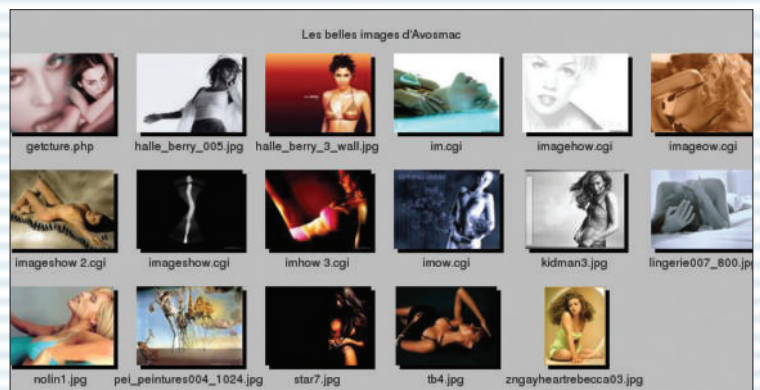 Les belles images d'Avosmac
getcture.php halle_berry_005.jpg halle_berry_3_wall.jpg im.cgi imagehow.cgi imageow.cgi
imageshow 2.cgi imageshow.cgi imhow 3.cgi imow.cgi kidman3.jpg lingerie007_800.jpg
nolin1.jpg pei_peintures004_1024.jpg star7.jpg tb4.jpg zngayheartrebecca03.jpg